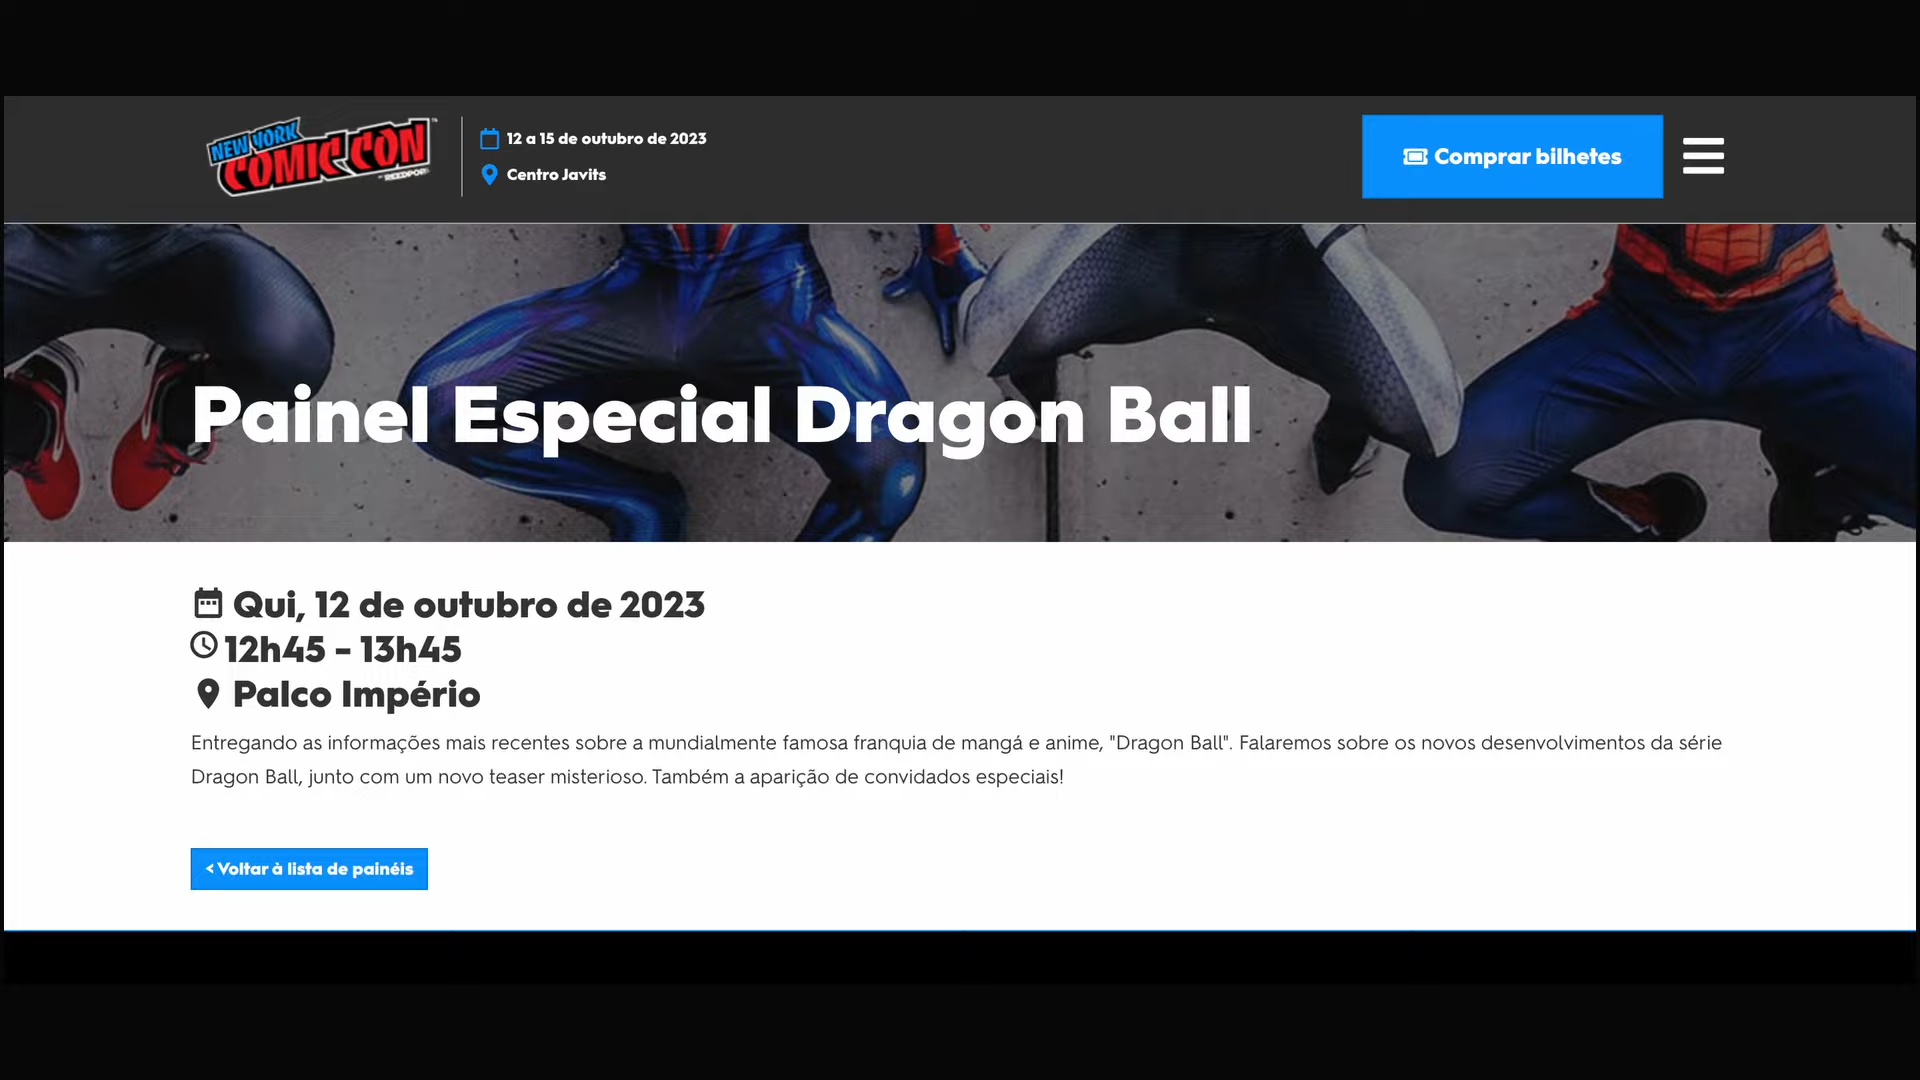 NEW YORK
COMIC CON
REEDPOP
12 a 15 de outubro de 2023
Centro Javits
Comprar bilhetes
Painel Especial Dragon Ball
Qui, 12 de outubro de 2023
12h45 - 13h45
Palco Império
Entregando as informações mais recentes sobre a mundialmente famosa franquia de mangá e anime, "Dragon Ball". Falaremos sobre os novos desenvolvimentos da série
Dragon Ball, junto com um novo teaser misterioso. Também a aparição de convidados especiais!
< Voltar à lista de painéis